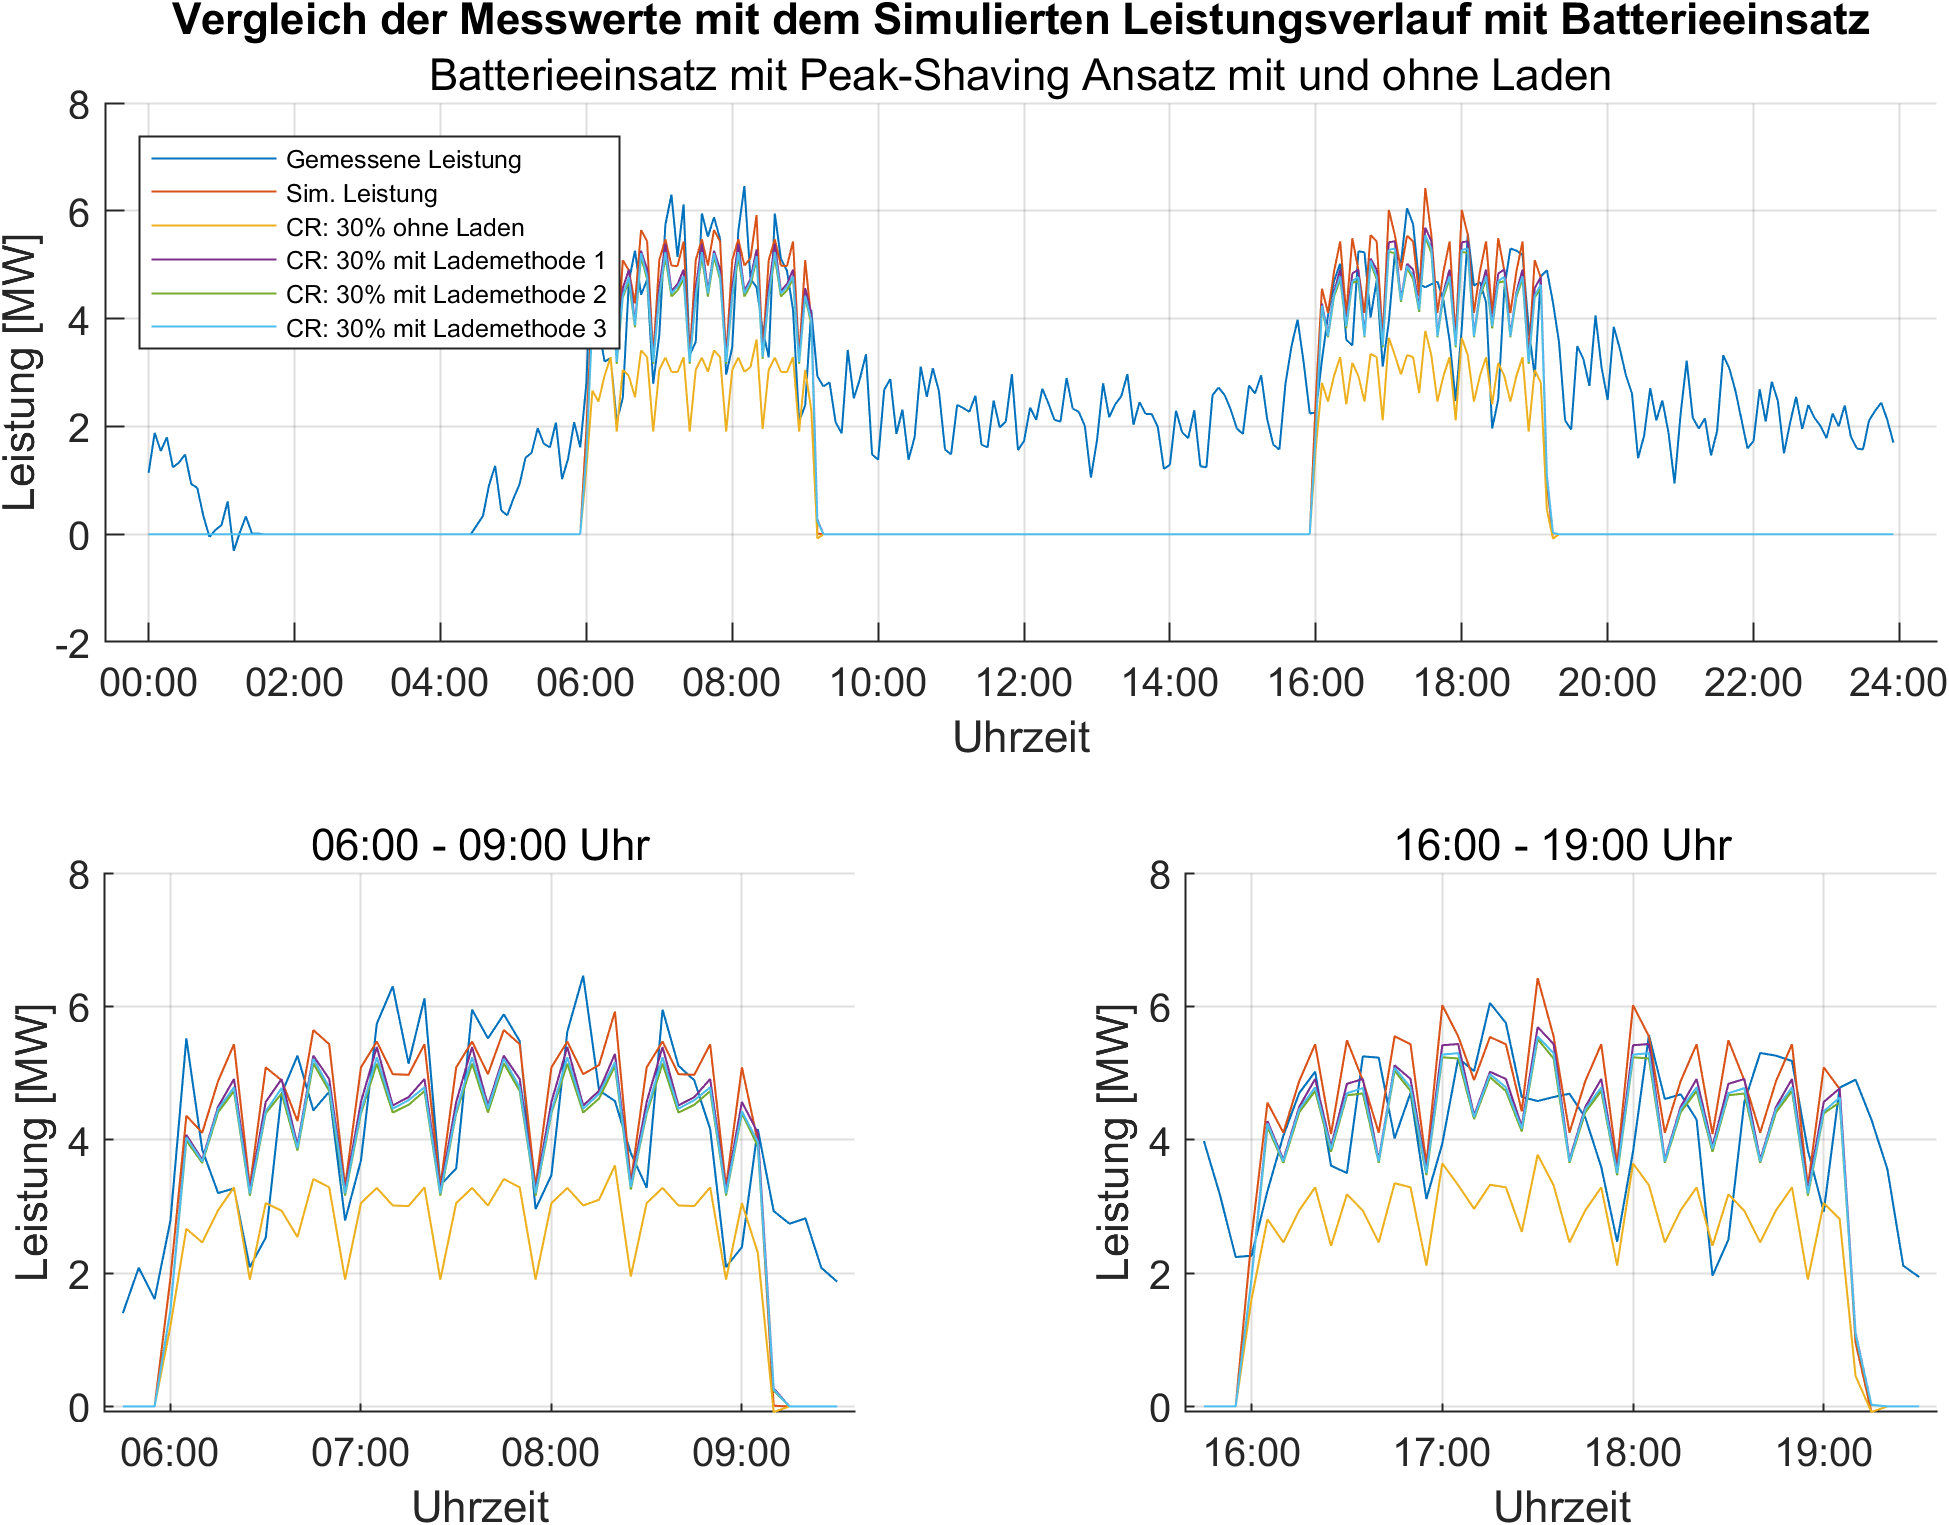 Vergleich der Messwerte mit dem Simulierten Leistungsverlauf mit Batterieeinsatz
Batterieeinsatz mit Peak-Shaving Ansatz mit und ohne Laden
Leistung [MW]
8
6
4
2
0
-2
Gemessene Leistung
Sim. Leistung
CR: 30% ohne Laden
CR: 30% mit Lademethode 1
CR: 30% mit Lademethode 2
CR: 30% mit Lademethode 3
00:00 02:00 04:00 06:00 08:00 10:00 12:00 14:00 16:00 18:00 20:00 22:00 24:00
Uhrzeit
06:00 - 09:00 Uhr
Leistung [MW]
8
6
4
2
0
06:00 07:00 08:00 09:00
Uhrzeit
16:00 - 19:00 Uhr
Leistung [MW]
8
6
4
2
0
16:00 17:00 18:00 19:00
Uhrzeit